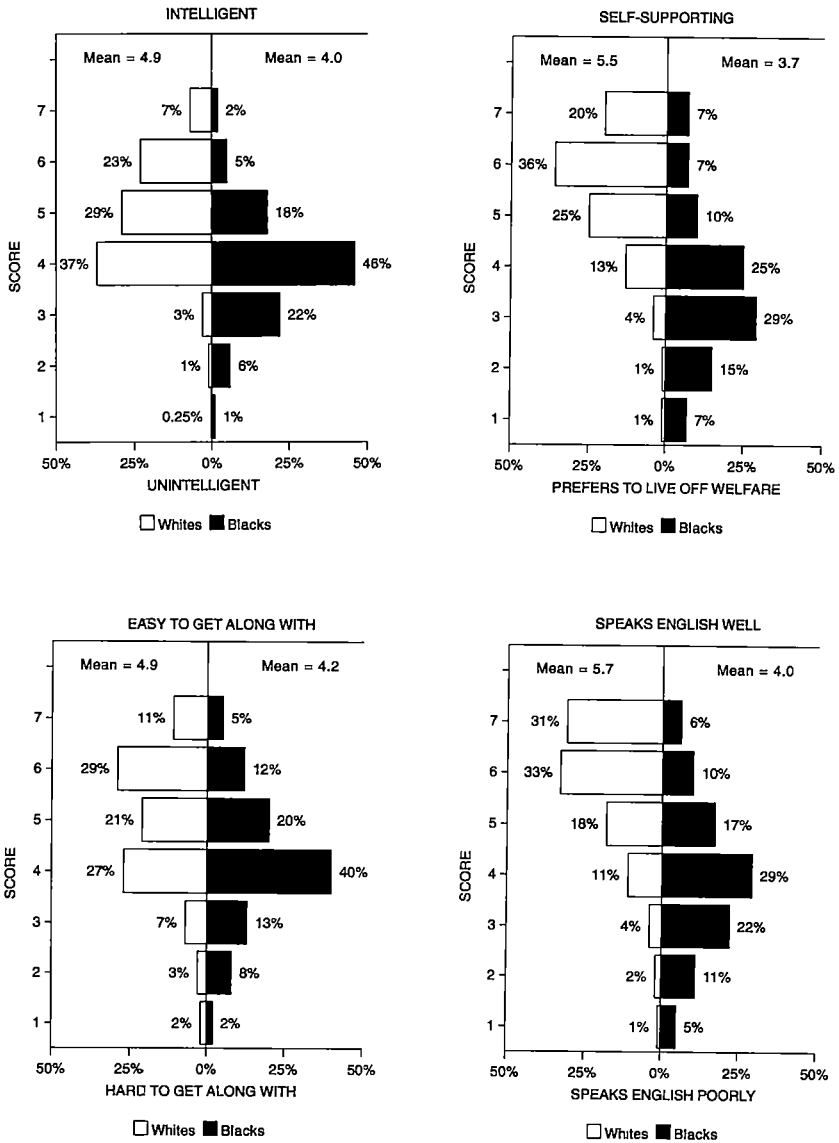 INTELLIGENT
Mean = 4.9 Mean = 4.0
7 7% 2%
6 23% 5%
5 29% 18%
4 37% 46%
3 3% 22%
2 1% 6%
1 0.25% 1%
SCORE
50% 25% 0% 25% 50%
UNINTELLIGENT
Whites Blacks
SELF-SUPPORTING
Mean = 5.5 Mean = 3.7
7 20% 7%
6 36% 7%
5 25% 10%
4 13% 25%
3 4% 29%
2 1% 15%
1 1% 7%
SCORE
50% 25% 0% 25% 50%
PREFERS TO LIVE OFF WELFARE
Whites Blacks
EASY TO GET ALONG WITH
Mean = 4.9 Mean = 4.2
7 11% 5%
6 29% 12%
5 21% 20%
4 27% 40%
3 7% 13%
2 3% 8%
1 2% 2%
SCORE
50% 25% 0% 25% 50%
HARD TO GET ALONG WITH
Whites Blacks
SPEAKS ENGLISH WELL
Mean = 5.7 Mean = 4.0
7 31% 6%
6 33% 10%
5 18% 17%
4 11% 29%
3 4% 22%
2 2% 11%
1 1% 5%
SCORE
50% 25% 0% 25% 50%
SPEAKS ENGLISH POORLY
Whites Blacks